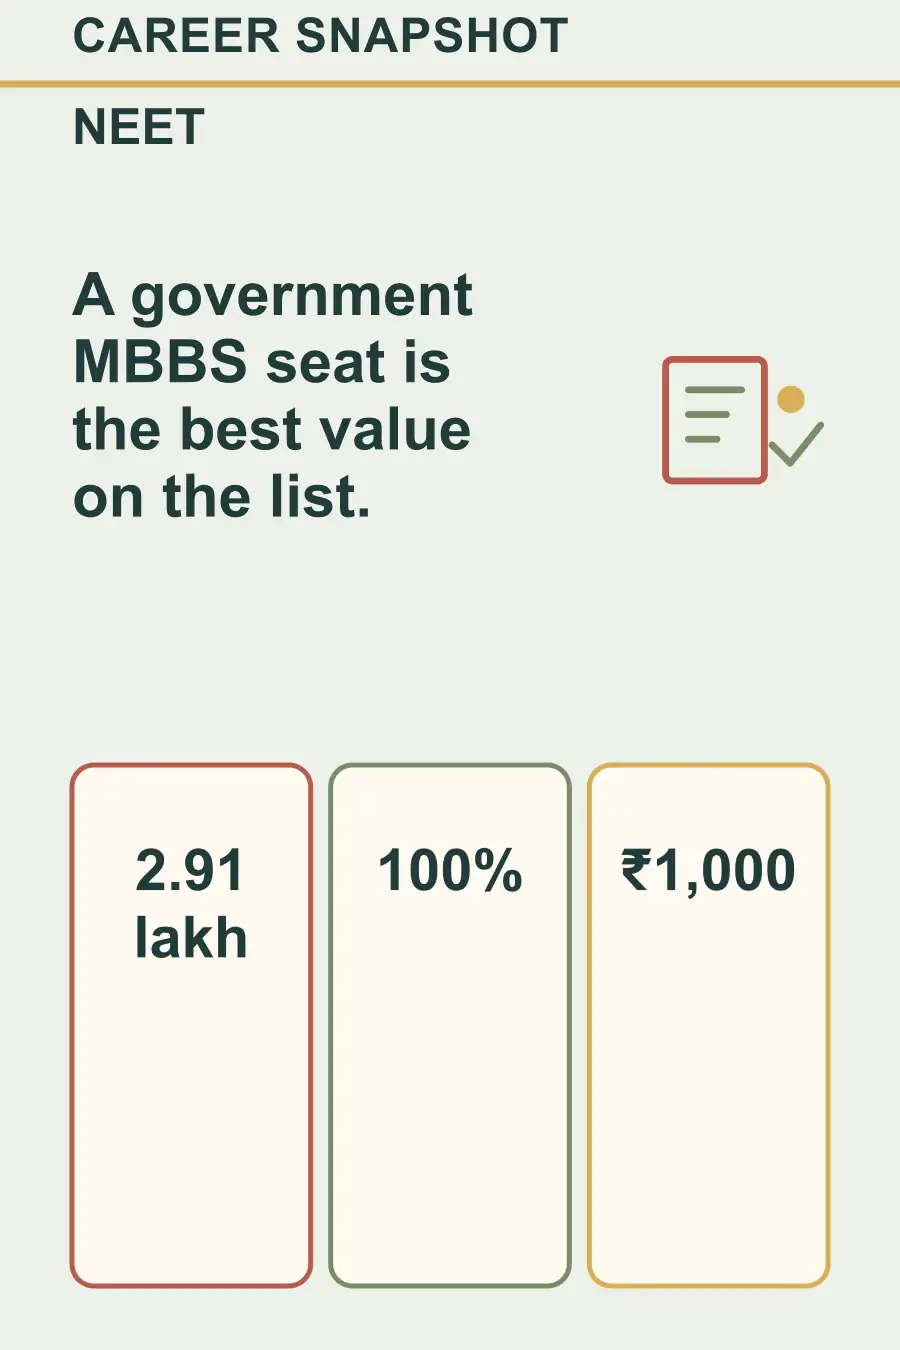 CAREER SNAPSHOT
NEET
A government
MBBS seat is
the best value
on the list.
2.91
lakh
100%
₹1,000